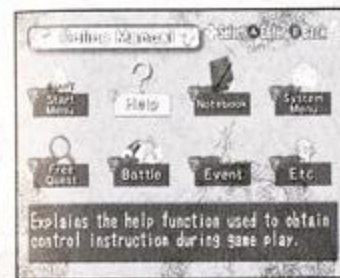 Start
Menu
Help
Notebook
System
Menu
Free
Quest
Battle
Event
Etc
Explains the help function used to obtain
control instruction during game play.